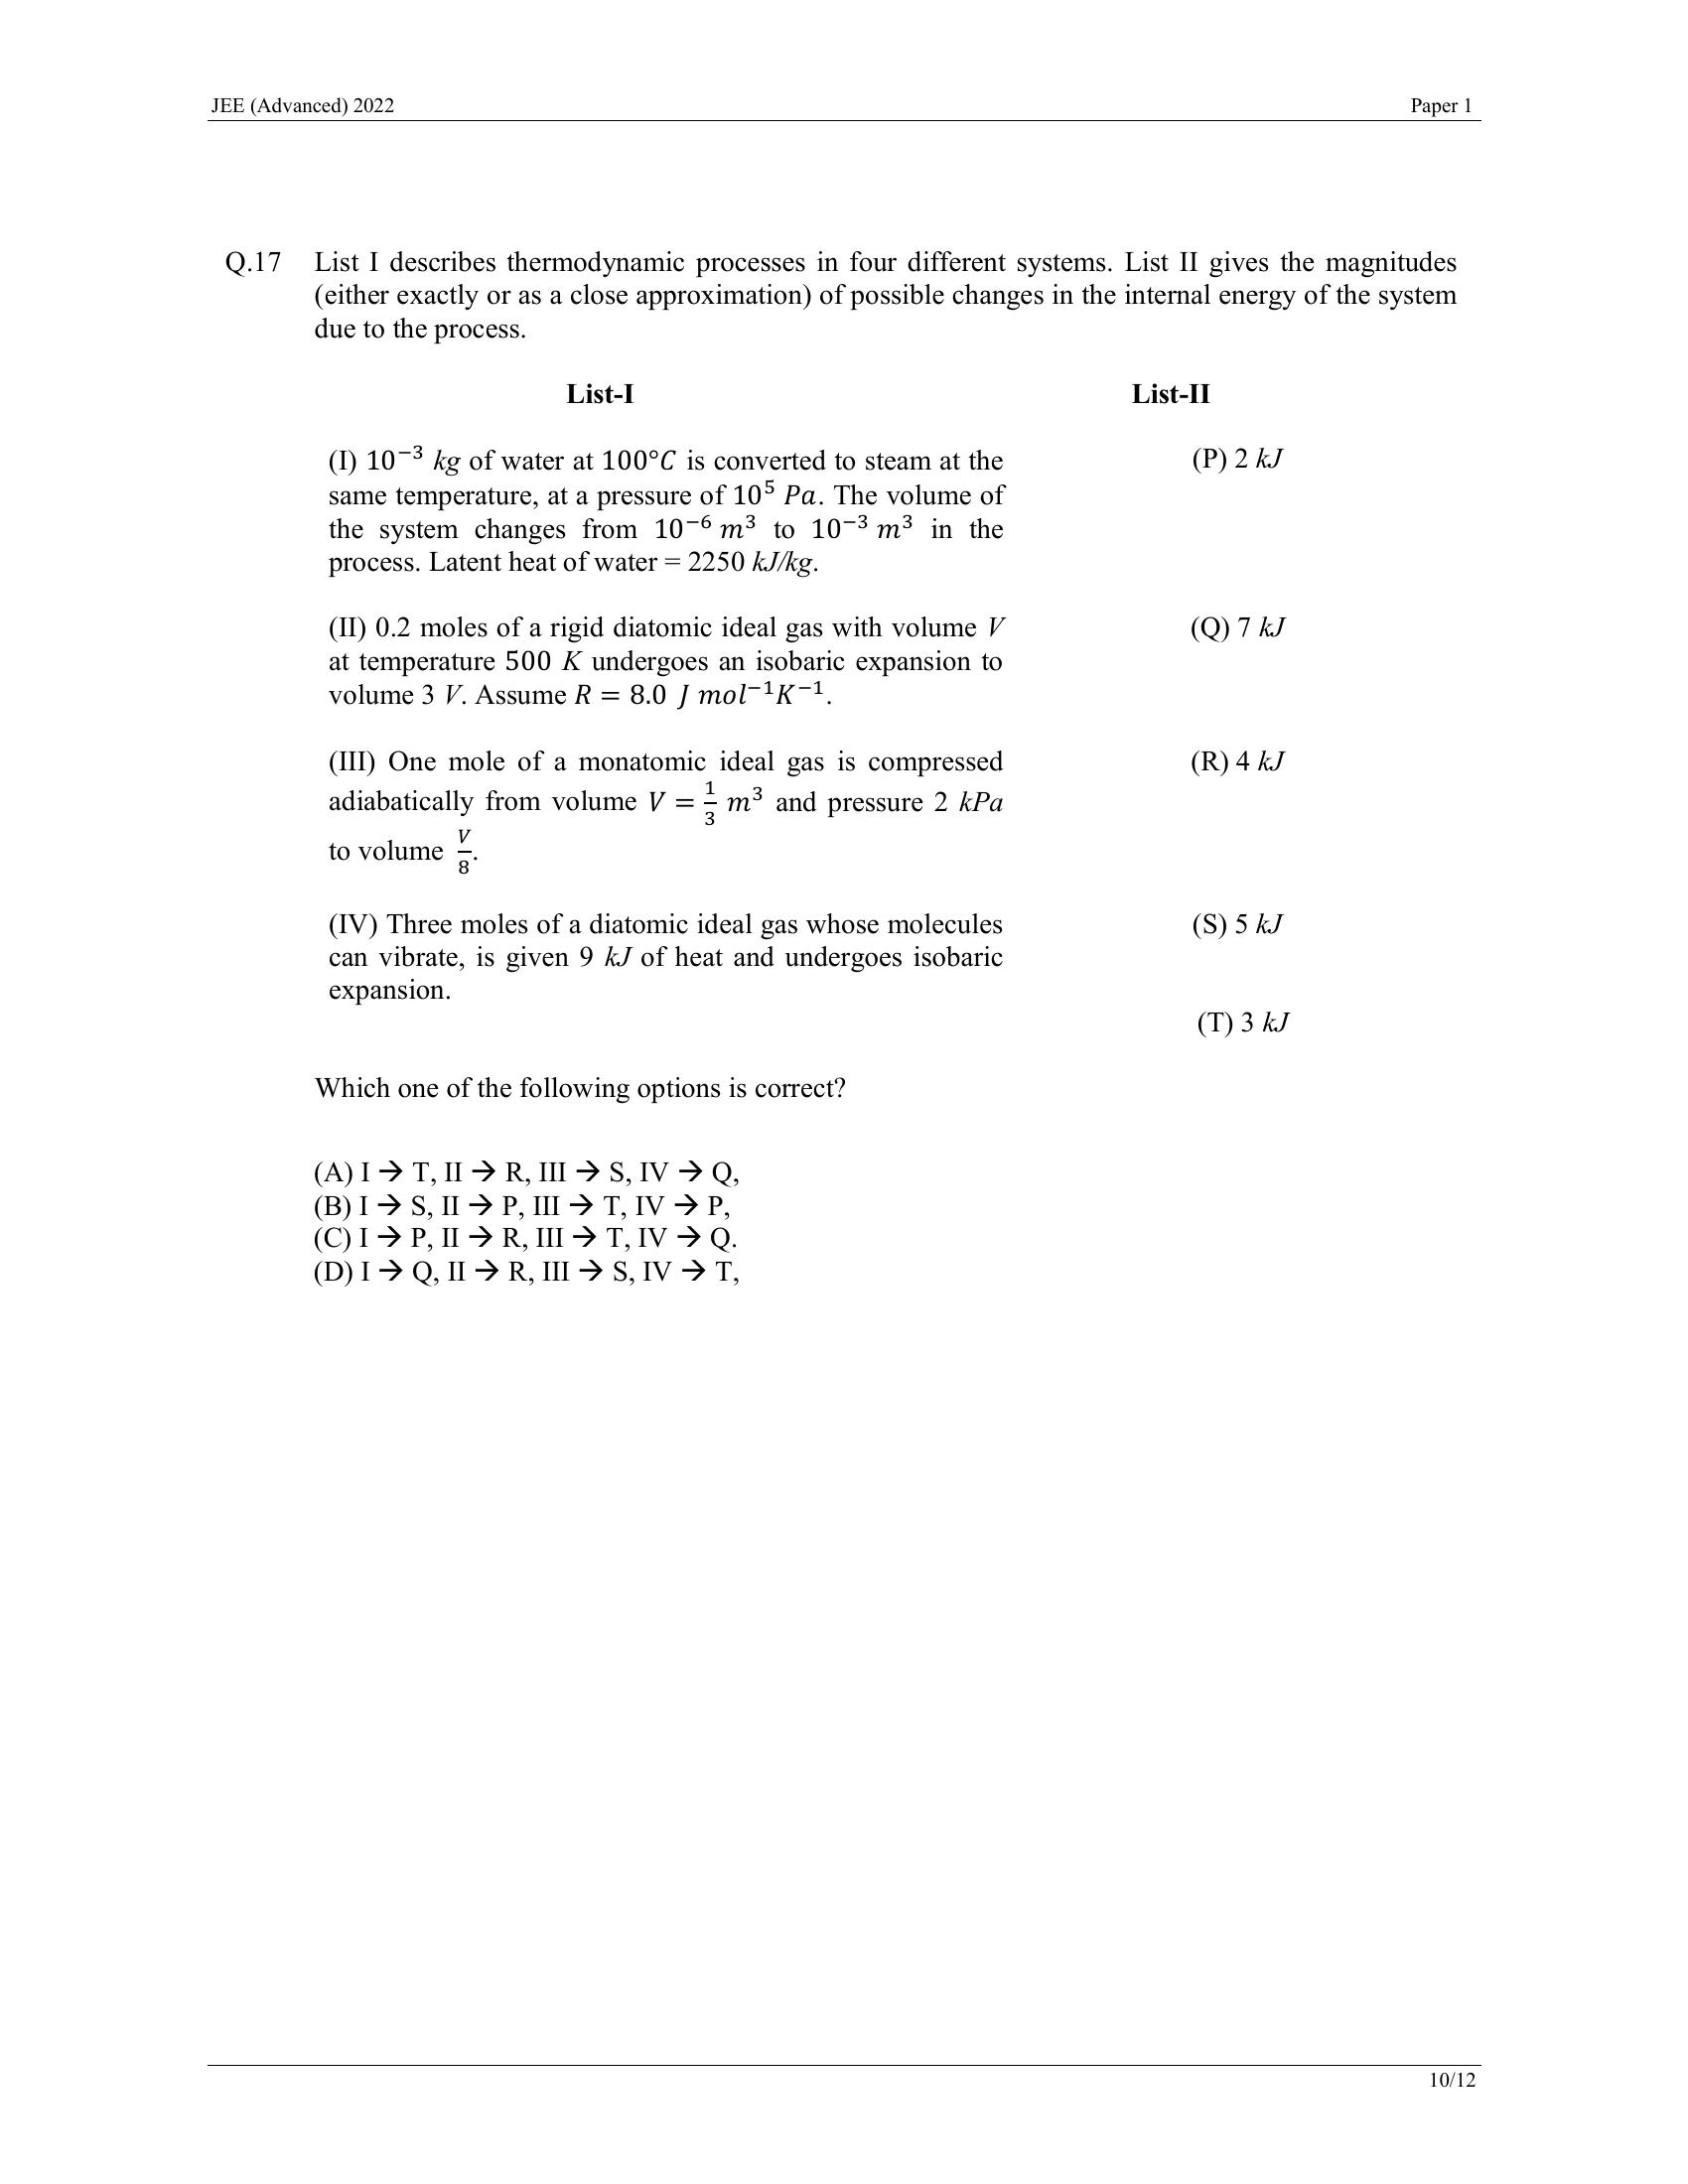 JEE (Advanced) 2022 Paper 1
Q.17 List I describes thermodynamic processes in four different systems. List II gives the magnitudes
(either exactly or as a close approximation) of possible changes in the internal energy of the system
due to the process.
List-I List-II
(I) 10⁻³ kg of water at 100°C is converted to steam at the (P) 2 kJ
same temperature, at a pressure of 10⁵ Pa. The volume of
the system changes from 10⁻⁶ m³ to 10⁻³ m³ in the
process. Latent heat of water = 2250 kJ/kg.
(II) 0.2 moles of a rigid diatomic ideal gas with volume V (Q) 7 kJ
at temperature 500 K undergoes an isobaric expansion to
volume 3 V. Assume R = 8.0 J mol⁻¹K⁻¹.
(III) One mole of a monatomic ideal gas is compressed (R) 4 kJ
adiabatically from volume V = 1/3 m³ and pressure 2 kPa
to volume V/8.
(IV) Three moles of a diatomic ideal gas whose molecules (S) 5 kJ
can vibrate, is given 9 kJ of heat and undergoes isobaric
expansion.
(T) 3 kJ
Which one of the following options is correct?
(A) I → T, II → R, III → S, IV → Q,
(B) I → S, II → P, III → T, IV → P,
(C) I → P, II → R, III → T, IV → Q.
(D) I → Q, II → R, III → S, IV → T,
10/12